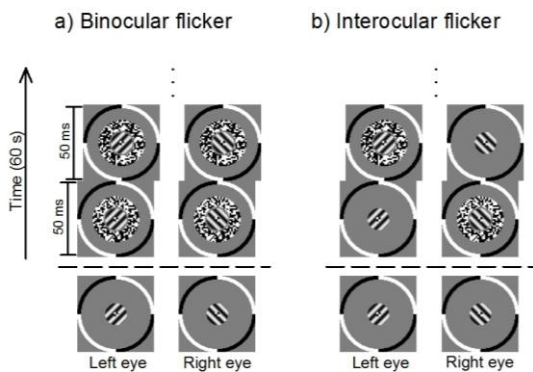 a) Binocular flicker
b) Interocular flicker
Time (60 s)
50 ms
50 ms
Left eye
Right eye
Left eye
Right eye